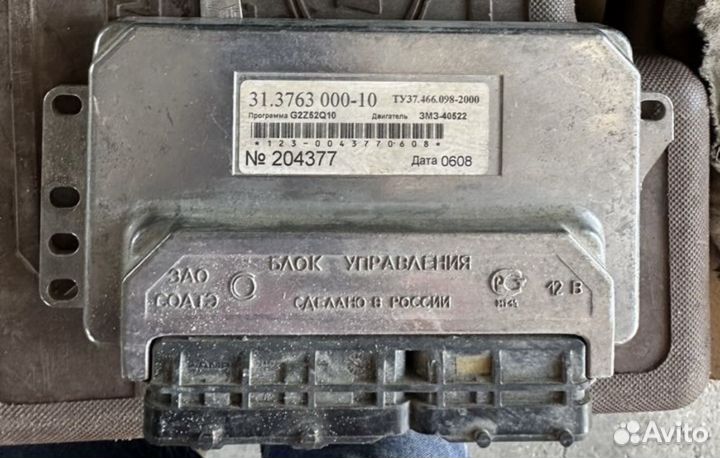 31.3763 000-10 ТУ37.466.098-2000
Программа G2Z52Q10 Двигатель ЗМЗ-40522
*123-0043770608*
№ 204377 Дата 0608
БЛОК УПРАВЛЕНИЯ
ЗАО
СОАТЭ
СДЕЛАНО В РОССИИ
12 В
Avito